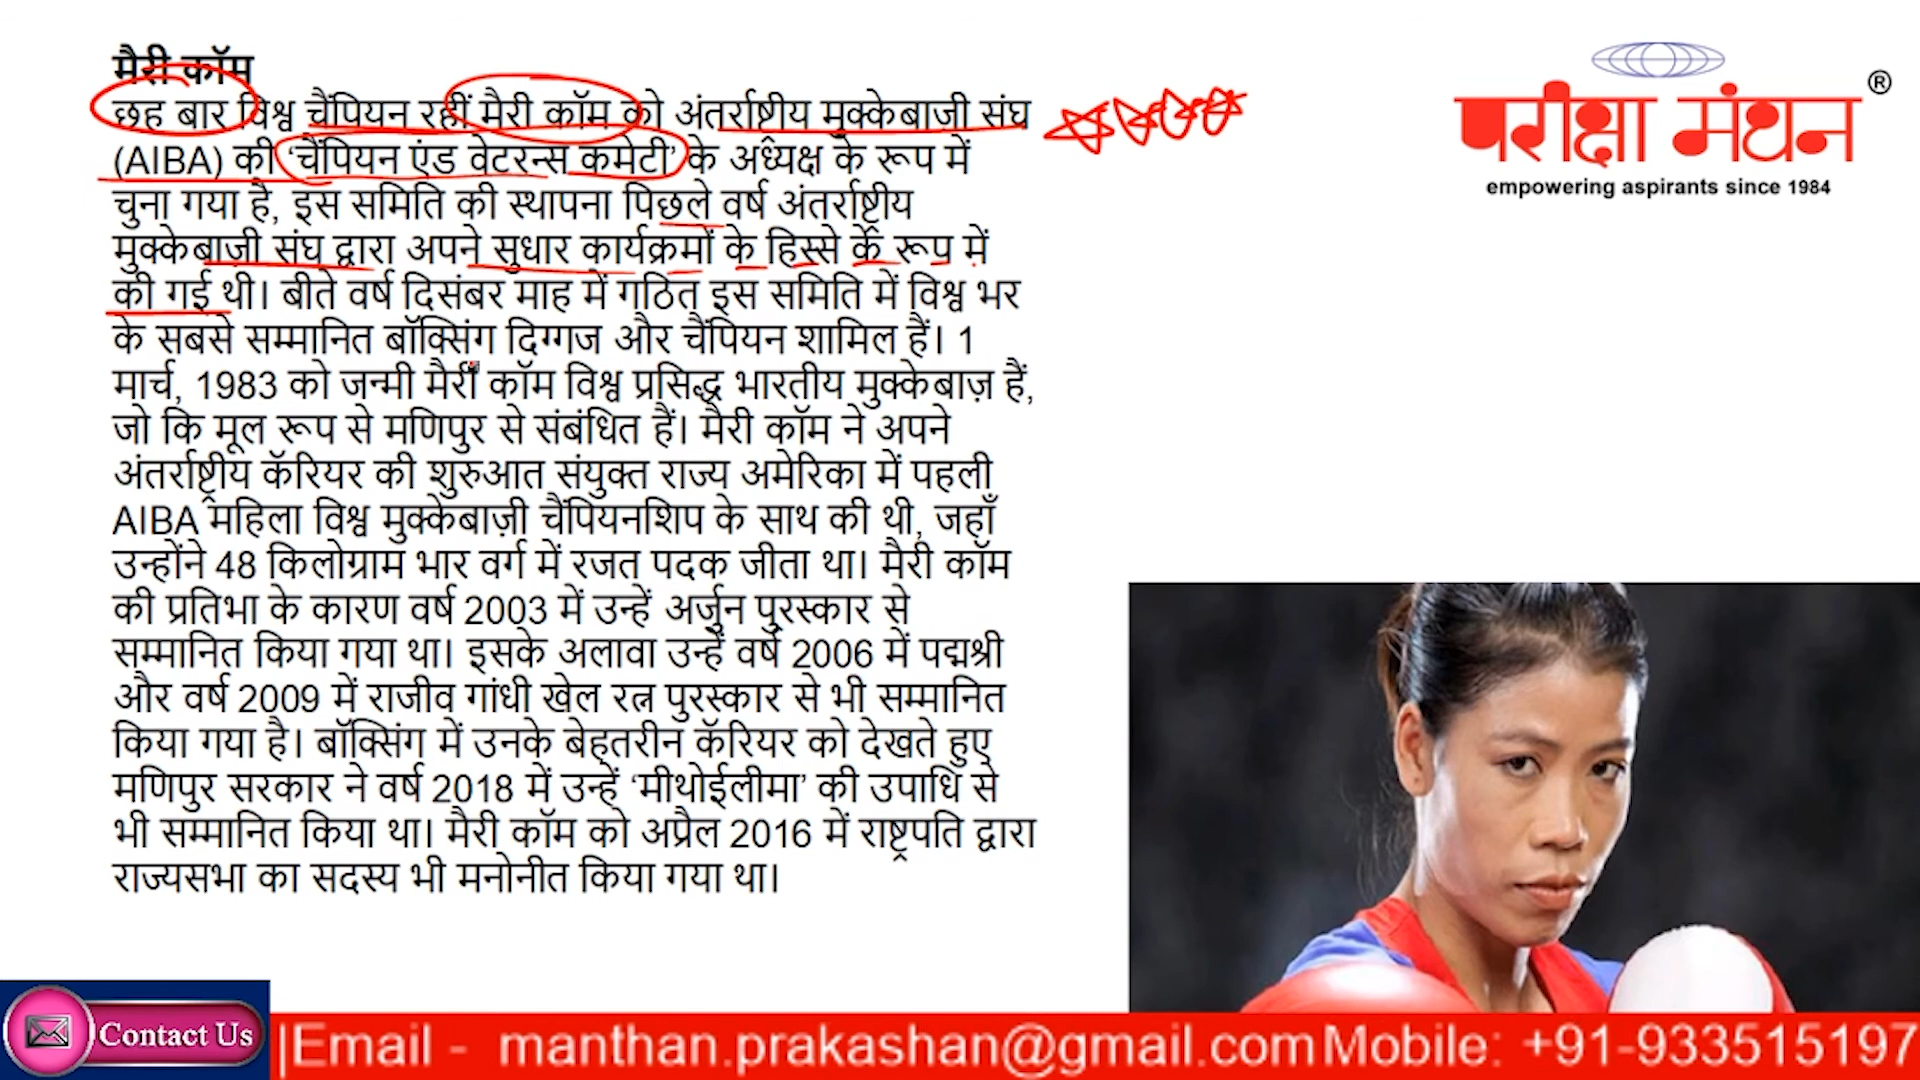 मैरी कॉम
छह बार विश्व चैंपियन रहीं मैरी कॉम को अंतर्राष्ट्रीय मुक्केबाजी संघ
(AIBA) की ‘चैंपियन एंड वेटरन्स कमेटी’ के अध्यक्ष के रूप में
चुना गया है, इस समिति की स्थापना पिछले वर्ष अंतर्राष्ट्रीय
मुक्केबाज़ी संघ द्वारा अपने सुधार कार्यक्रमों के हिस्से के रूप में
की गई थी। बीते वर्ष दिसंबर माह में गठित इस समिति में विश्व भर
के सबसे सम्मानित बॉक्सिंग दिग्गज और चैंपियन शामिल हैं। 1
मार्च, 1983 को जन्मी मैरी कॉम विश्व प्रसिद्ध भारतीय मुक्केबाज़ हैं,
जो कि मूल रूप से मणिपुर से संबंधित हैं। मैरी कॉम ने अपने
अंतर्राष्ट्रीय कॅरियर की शुरुआत संयुक्त राज्य अमेरिका में पहली
AIBA महिला विश्व मुक्केबाज़ी चैंपियनशिप के साथ की थी, जहाँ
उन्होंने 48 किलोग्राम भार वर्ग में रजत पदक जीता था। मैरी कॉम
की प्रतिभा के कारण वर्ष 2003 में उन्हें अर्जुन पुरस्कार से
सम्मानित किया गया था। इसके अलावा उन्हें वर्ष 2006 में पद्मश्री
और वर्ष 2009 में राजीव गांधी खेल रत्न पुरस्कार से भी सम्मानित
किया गया है। बॉक्सिंग में उनके बेहतरीन कॅरियर को देखते हुए
मणिपुर सरकार ने वर्ष 2018 में उन्हें ‘मीथोईलीमा’ की उपाधि से
भी सम्मानित किया था। मैरी कॉम को अप्रैल 2016 में राष्ट्रपति द्वारा
राज्यसभा का सदस्य भी मनोनीत किया गया था।
परीक्षा मंथन ®
empowering aspirants since 1984
Contact Us |Email - manthan.prakashan@gmail.com Mobile: +91-933515197